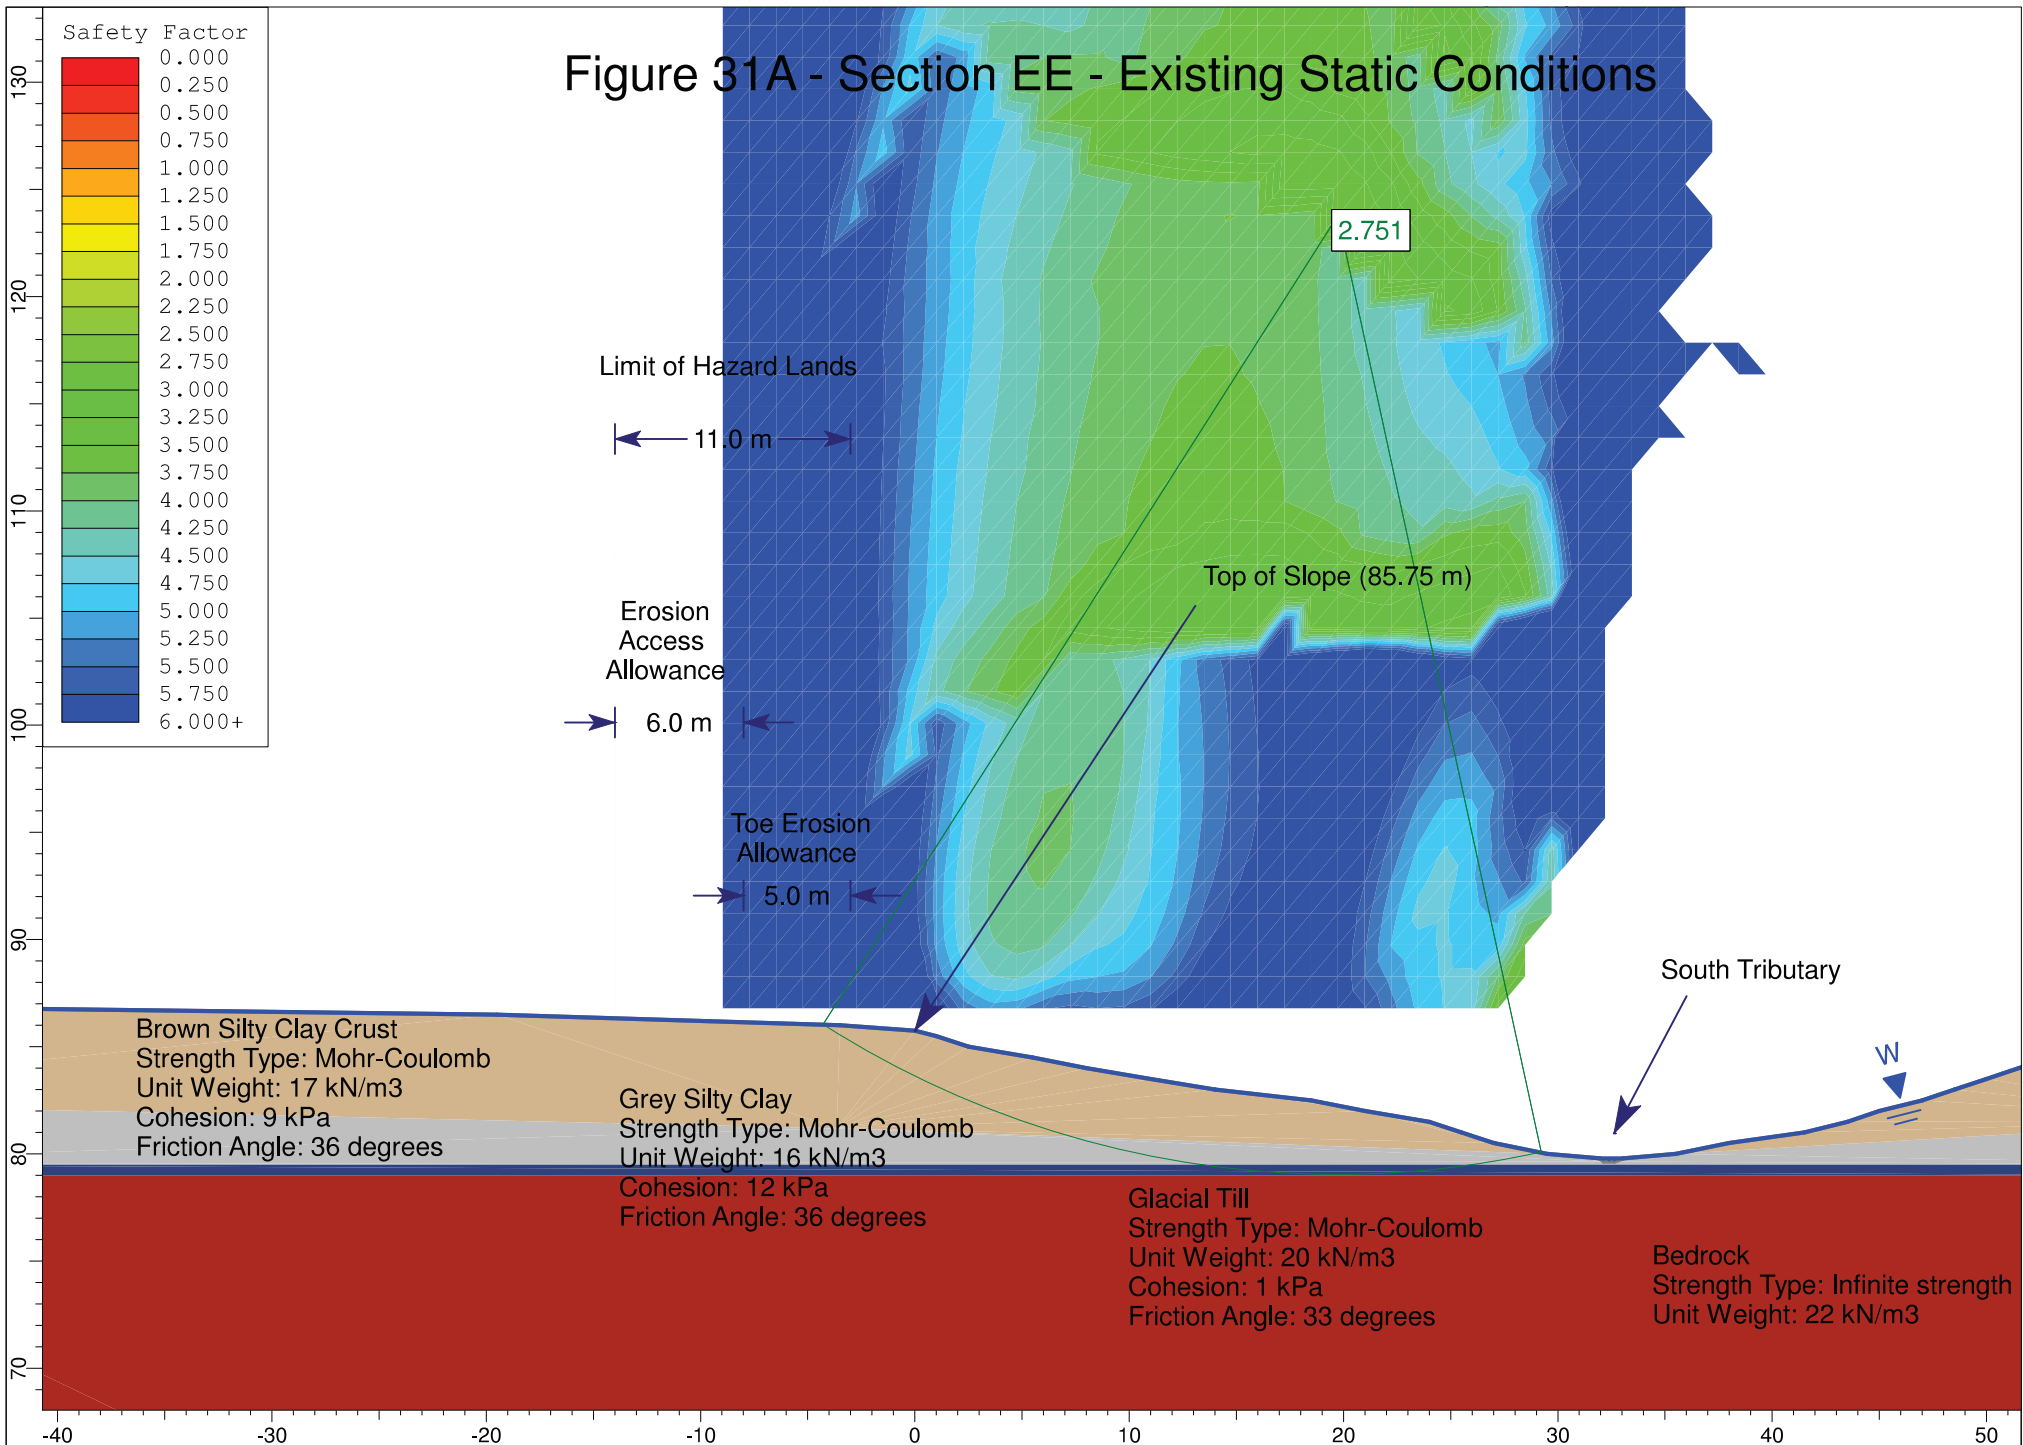 Figure 31A - Section EE - Existing Static Conditions
Safety Factor
0.000
0.250
0.500
0.750
1.000
1.250
1.500
1.750
2.000
2.250
2.500
2.750
3.000
3.250
3.500
3.750
4.000
4.250
4.500
4.750
5.000
5.250
5.500
5.750
6.000+
130
120
110
100
90
80
70
2.751
Limit of Hazard Lands
11.0 m
Top of Slope (85.75 m)
Erosion
Access
Allowance
6.0 m
Toe Erosion
Allowance
5.0 m
South Tributary
W
Brown Silty Clay Crust
Strength Type: Mohr-Coulomb
Unit Weight: 17 kN/m3
Cohesion: 9 kPa
Friction Angle: 36 degrees
Grey Silty Clay
Strength Type: Mohr-Coulomb
Unit Weight: 16 kN/m3
Cohesion: 12 kPa
Friction Angle: 36 degrees
Glacial Till
Strength Type: Mohr-Coulomb
Unit Weight: 20 kN/m3
Cohesion: 1 kPa
Friction Angle: 33 degrees
Bedrock
Strength Type: Infinite strength
Unit Weight: 22 kN/m3
-40
-30
-20
-10
0
10
20
30
40
50